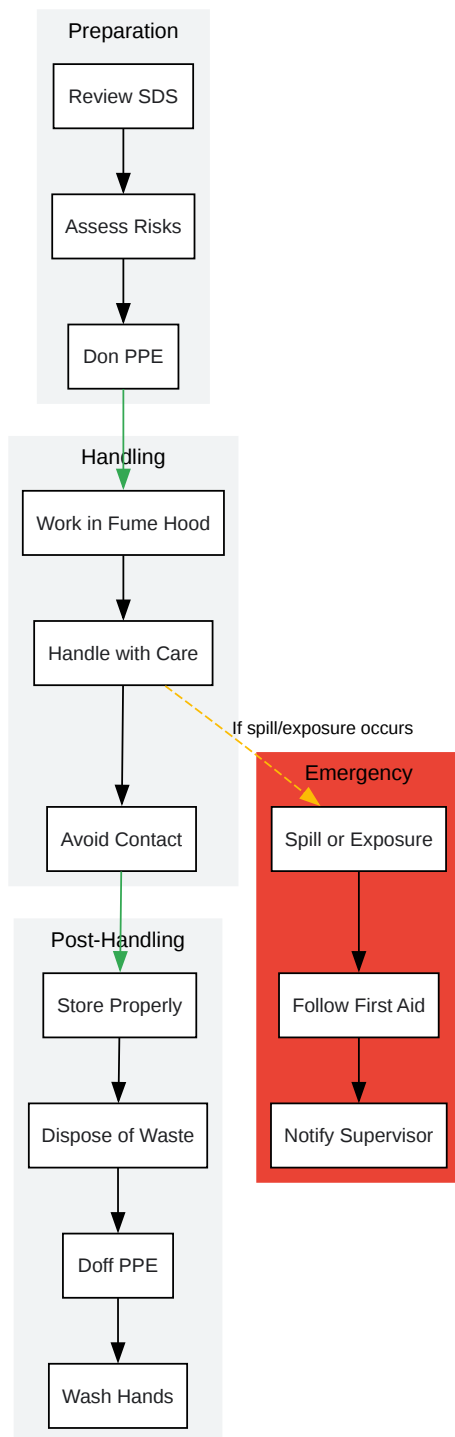 Preparation
Review SDS
Assess Risks
Don PPE
Handling
Work in Fume Hood
Handle with Care
If spill/exposure occurs
Emergency
Avoid Contact
Spill or Exposure
Post-Handling
Store Properly
Follow First Aid
Dispose of Waste
Notify Supervisor
Doff PPE
Wash Hands